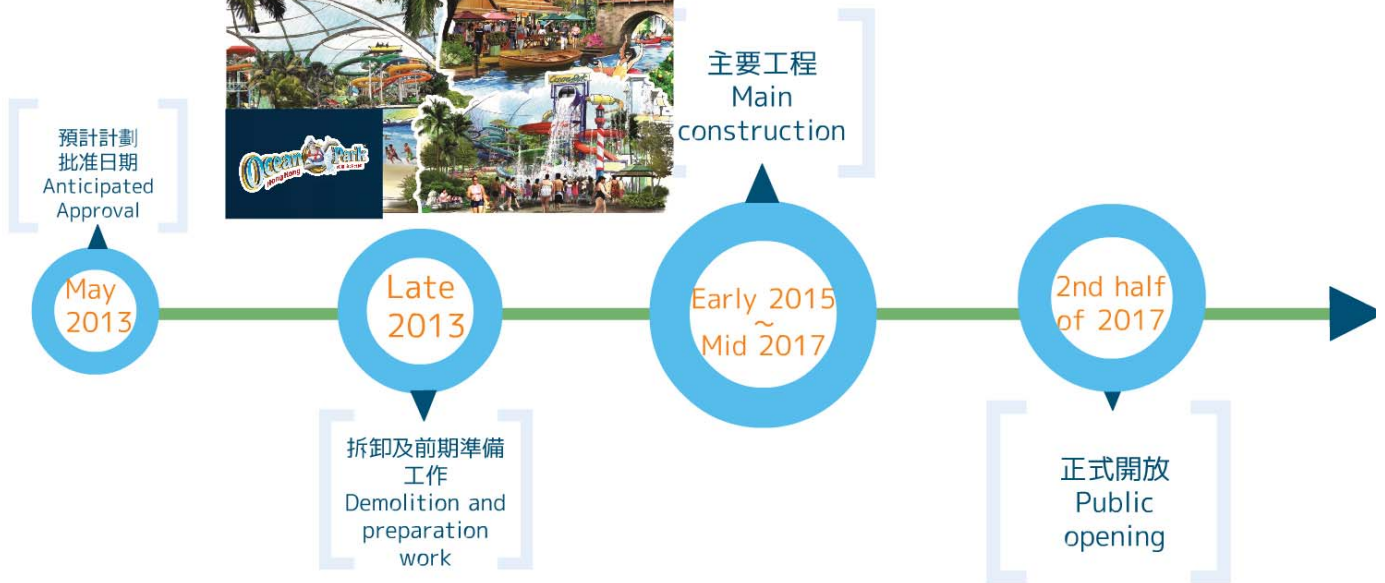 預計計劃
批准日期
Anticipated
Approval
May
2013
Ocean Park
Hong Kong
Late
2013
拆卸及前期準備
工作
Demolition and
preparation
work
主要工程
Main
construction
Early 2015
~
Mid 2017
2nd half
of 2017
正式開放
Public
opening